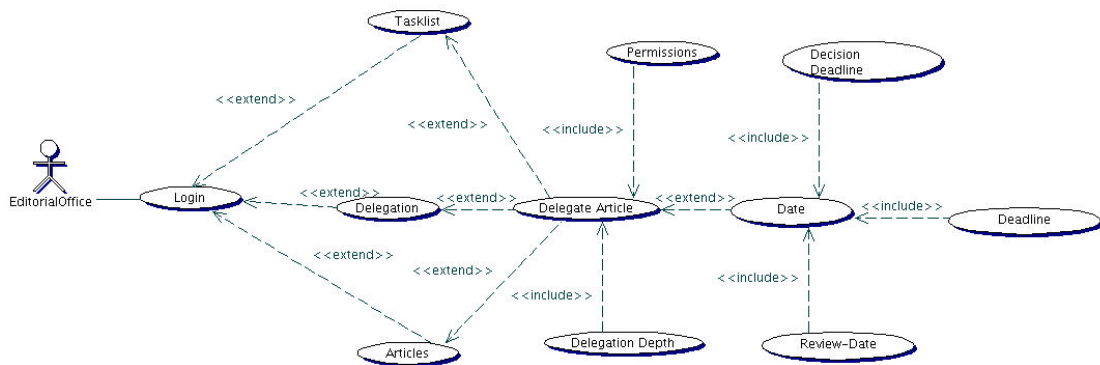 Tasklist
Permissions
Decision
Deadline
<<extend>>
<<extend>>
<<include>>
<<include>>
EditorialOffice
Login
<<extend>>
Delegation
<<extend>>
Delegate Article
<<extend>>
Date
<<include>>
Deadline
<<extend>>
<<extend>>
<<include>>
<<include>>
Articles
Delegation Depth
Review-Date